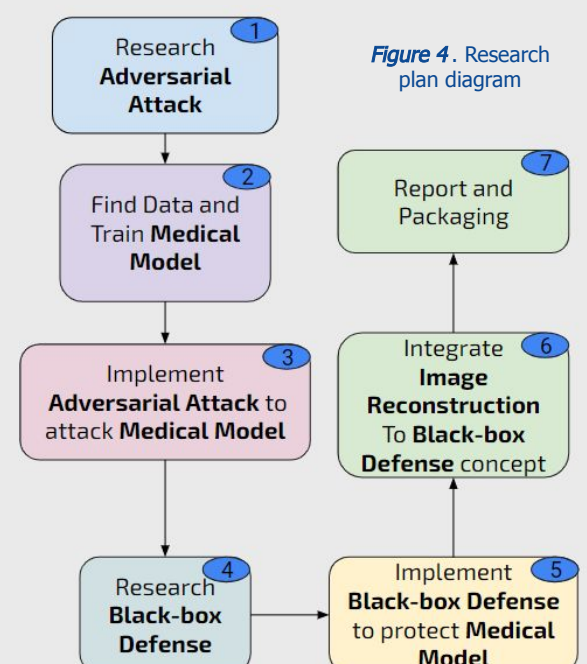 Figure 4. Research
plan diagram
1
Research
Adversarial
Attack
2
Find Data and
Train Medical
Model
3
Implement
Adversarial Attack to
attack Medical Model
4
Research
Black-box
Defense
5
Implement
Black-box Defense
to protect Medical
Model
6
Integrate
Image
Reconstruction
To Black-box
Defense concept
7
Report and
Packaging